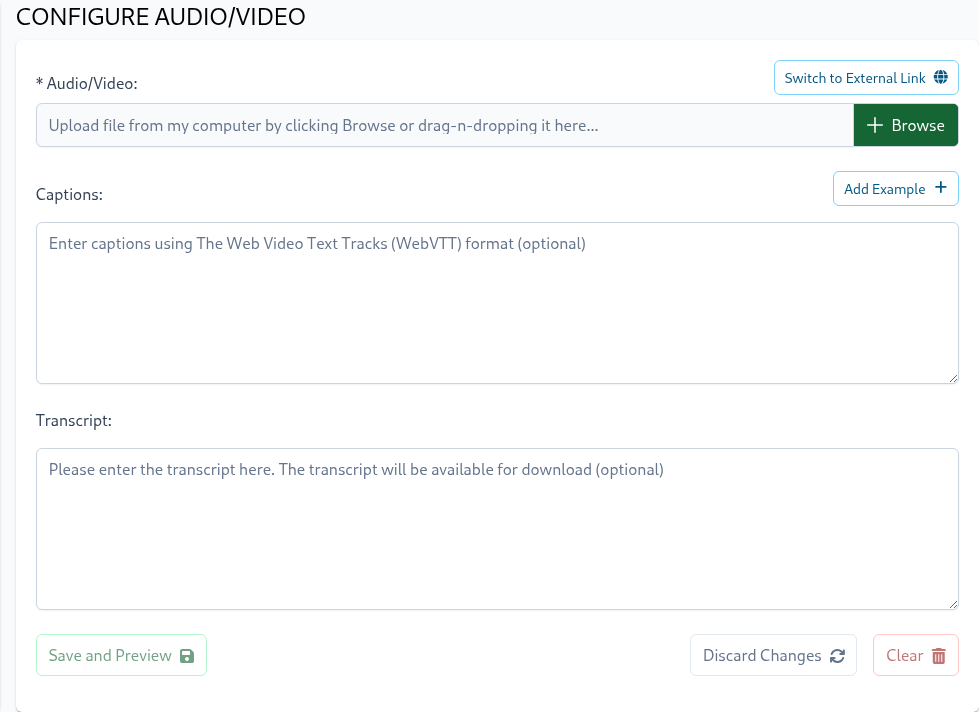 CONFIGURE AUDIO/VIDEO
* Audio/Video:
Switch to External Link
Upload file from my computer by clicking Browse or drag-n-dropping it here...
Browse
Captions:
Add Example
Enter captions using The Web Video Text Tracks (WebVTT) format (optional)
Transcript:
Please enter the transcript here. The transcript will be available for download (optional)
Save and Preview
Discard Changes
Clear